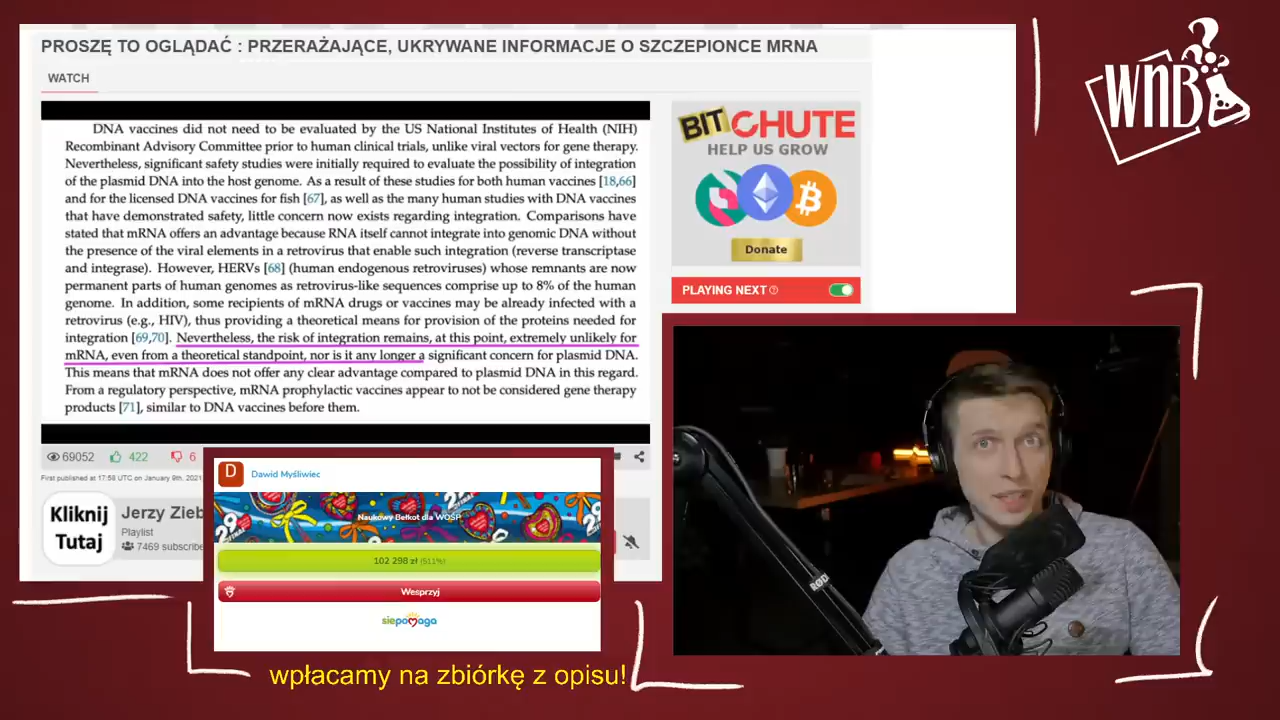 PROSZĘ TO OGLĄDAĆ : PRZERAŻAJĄCE, UKRYWANE INFORMACJE O SZCZEPIONCE MRNA
WATCH
DNA vaccines did not need to be evaluated by the US National Institutes of Health (NIH)
Recombinant Advisory Committee prior to human clinical trials, unlike viral vectors for gene therapy.
Nevertheless, significant safety studies were initially required to evaluate the possibility of integration
of the plasmid DNA into the host genome. As a result of these studies for both human vaccines [18,66]
and for the licensed DNA vaccines for fish [67], as well as the many human studies with DNA vaccines
that have demonstrated safety, little concern now exists regarding integration. Comparisons have
stated that mRNA offers an advantage because RNA itself cannot integrate into genomic DNA without
the presence of the viral elements in a retrovirus that enable such integration (reverse transcriptase
and integrase). However, HERVs [68] (human endogenous retroviruses) whose remnants are now
permanent parts of human genomes as retrovirus-like sequences comprise up to 8% of the human
genome. In addition, some recipients of mRNA drugs or vaccines may be already infected with a
retrovirus (e.g., HIV), thus providing a theoretical means for provision of the proteins needed for
integration [69,70]. Nevertheless, the risk of integration remains, at this point, extremely unlikely for
mRNA, even from a theoretical standpoint, nor is it any longer a significant concern for plasmid DNA.
This means that mRNA does not offer any clear advantage compared to plasmid DNA in this regard.
From a regulatory perspective, mRNA prophylactic vaccines appear to not be considered gene therapy
products [71], similar to DNA vaccines before them.
69052 422 6
First published at 17:58 UTC on January 9th, 2021
Kliknij
Tutaj
Jerzy Zieb
Playlist
7469 subscribe
BITCHUTE
HELP US GROW
Donate
PLAYING NEXT
WNB
D
Dawid Myśliwiec
Naukowy Bełkot dla WOŚP
102 298 zł (511%)
Wesprzyj
siepomaga
wpłacamy na zbiórkę z opisu!
RØDE